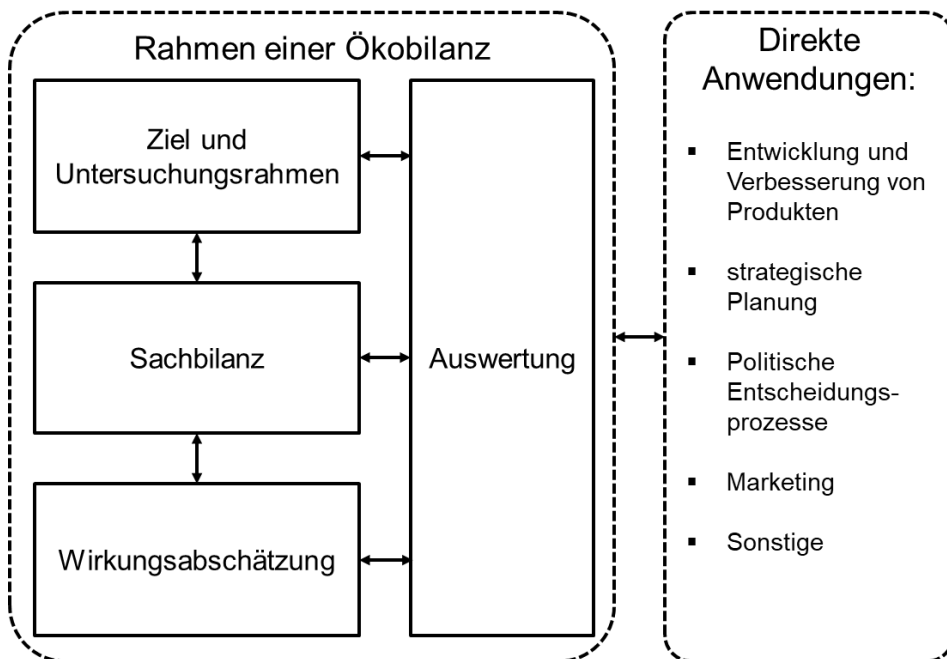 Rahmen einer Ökobilanz
Ziel und
Untersuchungsrahmen
Sachbilanz
Wirkungsabschätzung
Auswertung
Direkte
Anwendungen:
▪ Entwicklung und
Verbesserung von
Produkten
▪ strategische
Planung
▪ Politische
Entscheidungs-
prozesse
▪ Marketing
▪ Sonstige